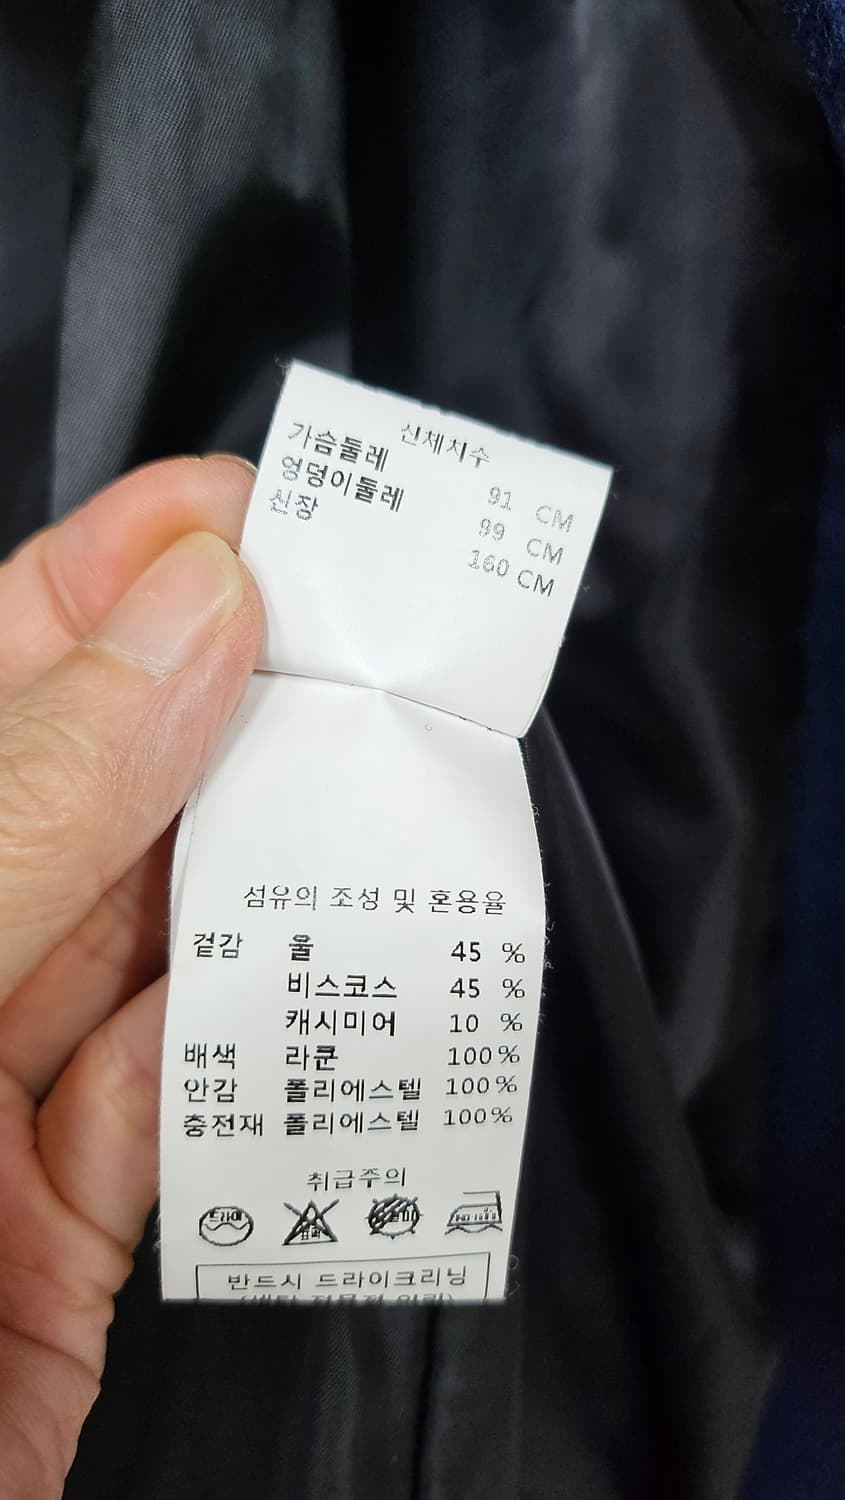 신체치수
가슴둘레 91 CM
엉덩이둘레 99 CM
신장 160 CM
섬유의 조성 및 혼용율
겉감 울 45 %
비스코스 45 %
캐시미어 10 %
배색 라쿤 100%
안감 폴리에스텔 100%
충전재 폴리에스텔 100%
취급주의
드라이
반드시 드라이크리닝